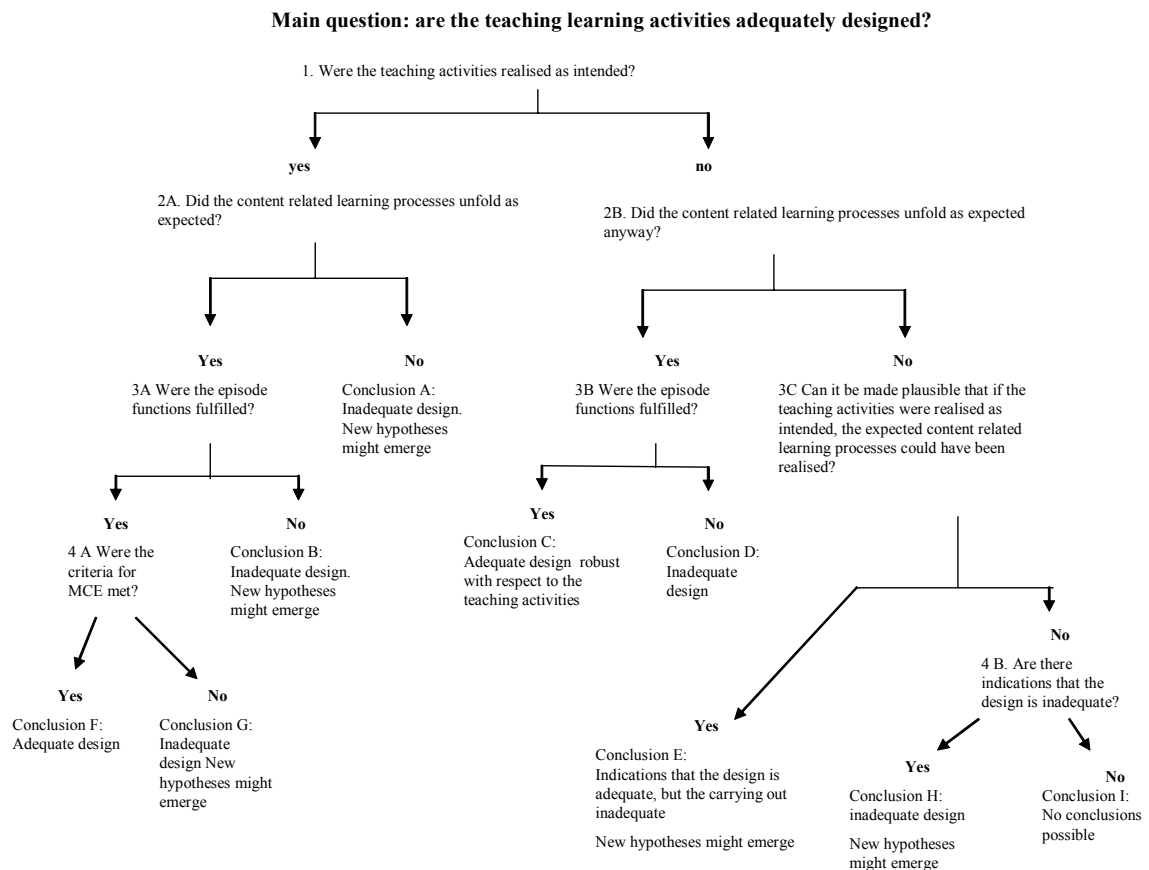 Main question: are the teaching learning activities adequately designed?
1. Were the teaching activities realised as intended?
yes
no
2A. Did the content related learning processes unfold as
expected?
2B. Did the content related learning processes unfold as expected
anyway?
Yes
No
Yes
No
3A Were the episode
functions fulfilled?
Conclusion A:
Inadequate design.
New hypotheses
might emerge
3B Were the episode
functions fulfilled?
3C Can it be made plausible that if the
teaching activities were realised as
intended, the expected content related
learning processes could have been
realised?
Yes
No
Yes
No
4 A Were the
criteria for
MCE met?
Conclusion B:
Inadequate design.
New hypotheses
might emerge
Conclusion C:
Adequate design robust
with respect to the
teaching activities
Conclusion D:
Inadequate
design
No
4 B. Are there
indications that the
design is inadequate?
Yes
No
Conclusion F:
Adequate design
Conclusion G:
Inadequate
design New
hypotheses might
emerge
Yes
Conclusion E:
Indications that the design is
adequate, but the carrying out
inadequate
New hypotheses might emerge
Yes
Conclusion H:
inadequate design
New hypotheses
might emerge
No
Conclusion I:
No conclusions
possible